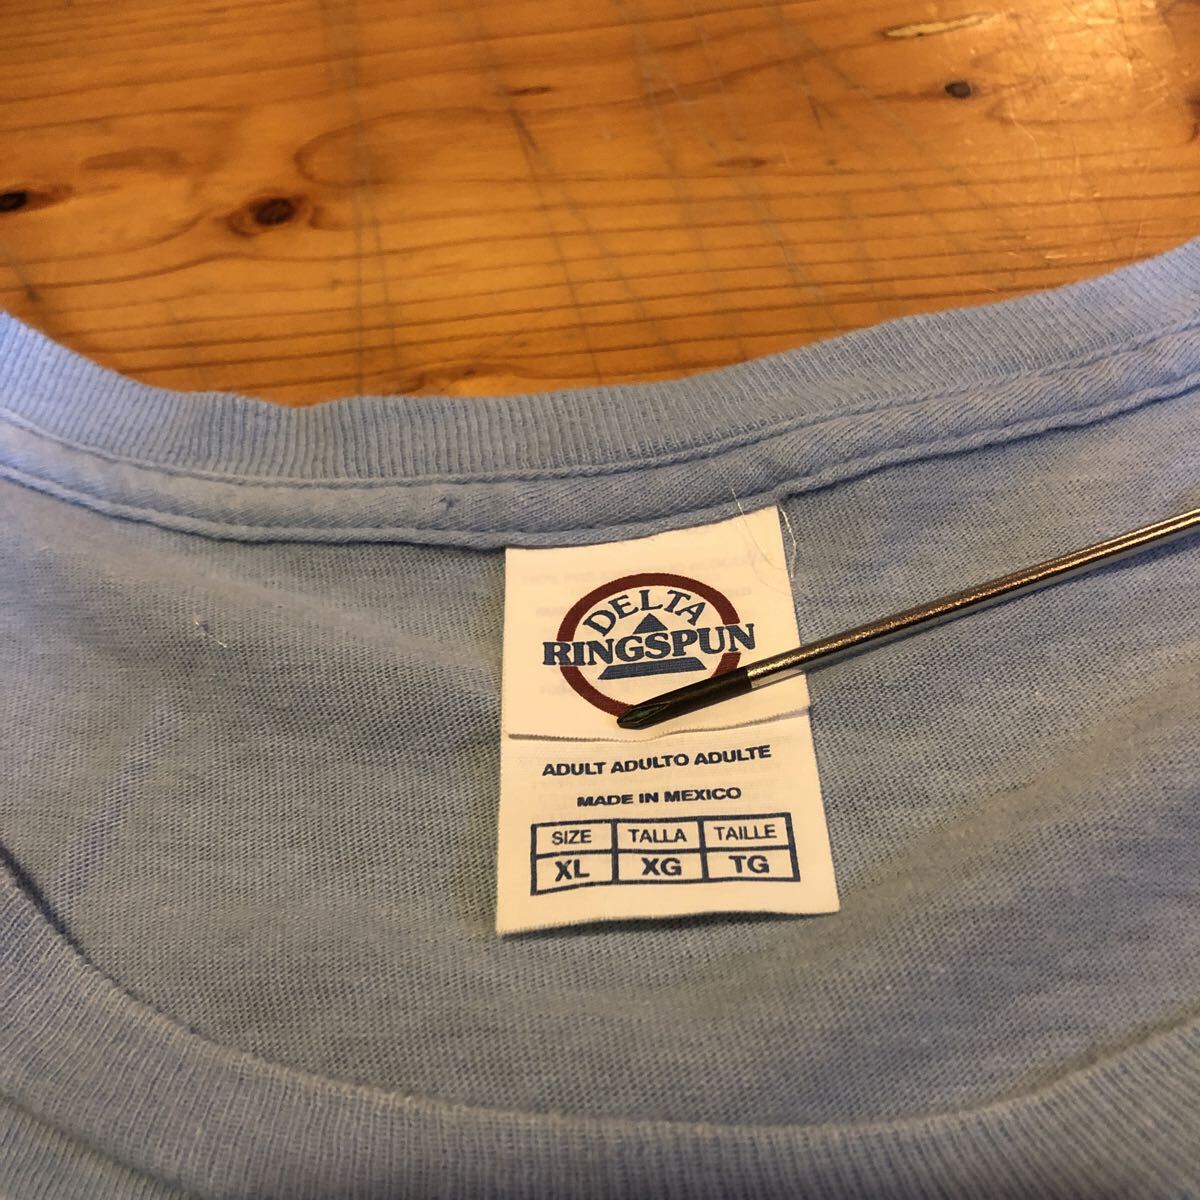 DELTA
RINGSPUN
ADULT ADULTO ADULTE
MADE IN MEXICO
SIZE TALLA TAILLE
XL XG TG